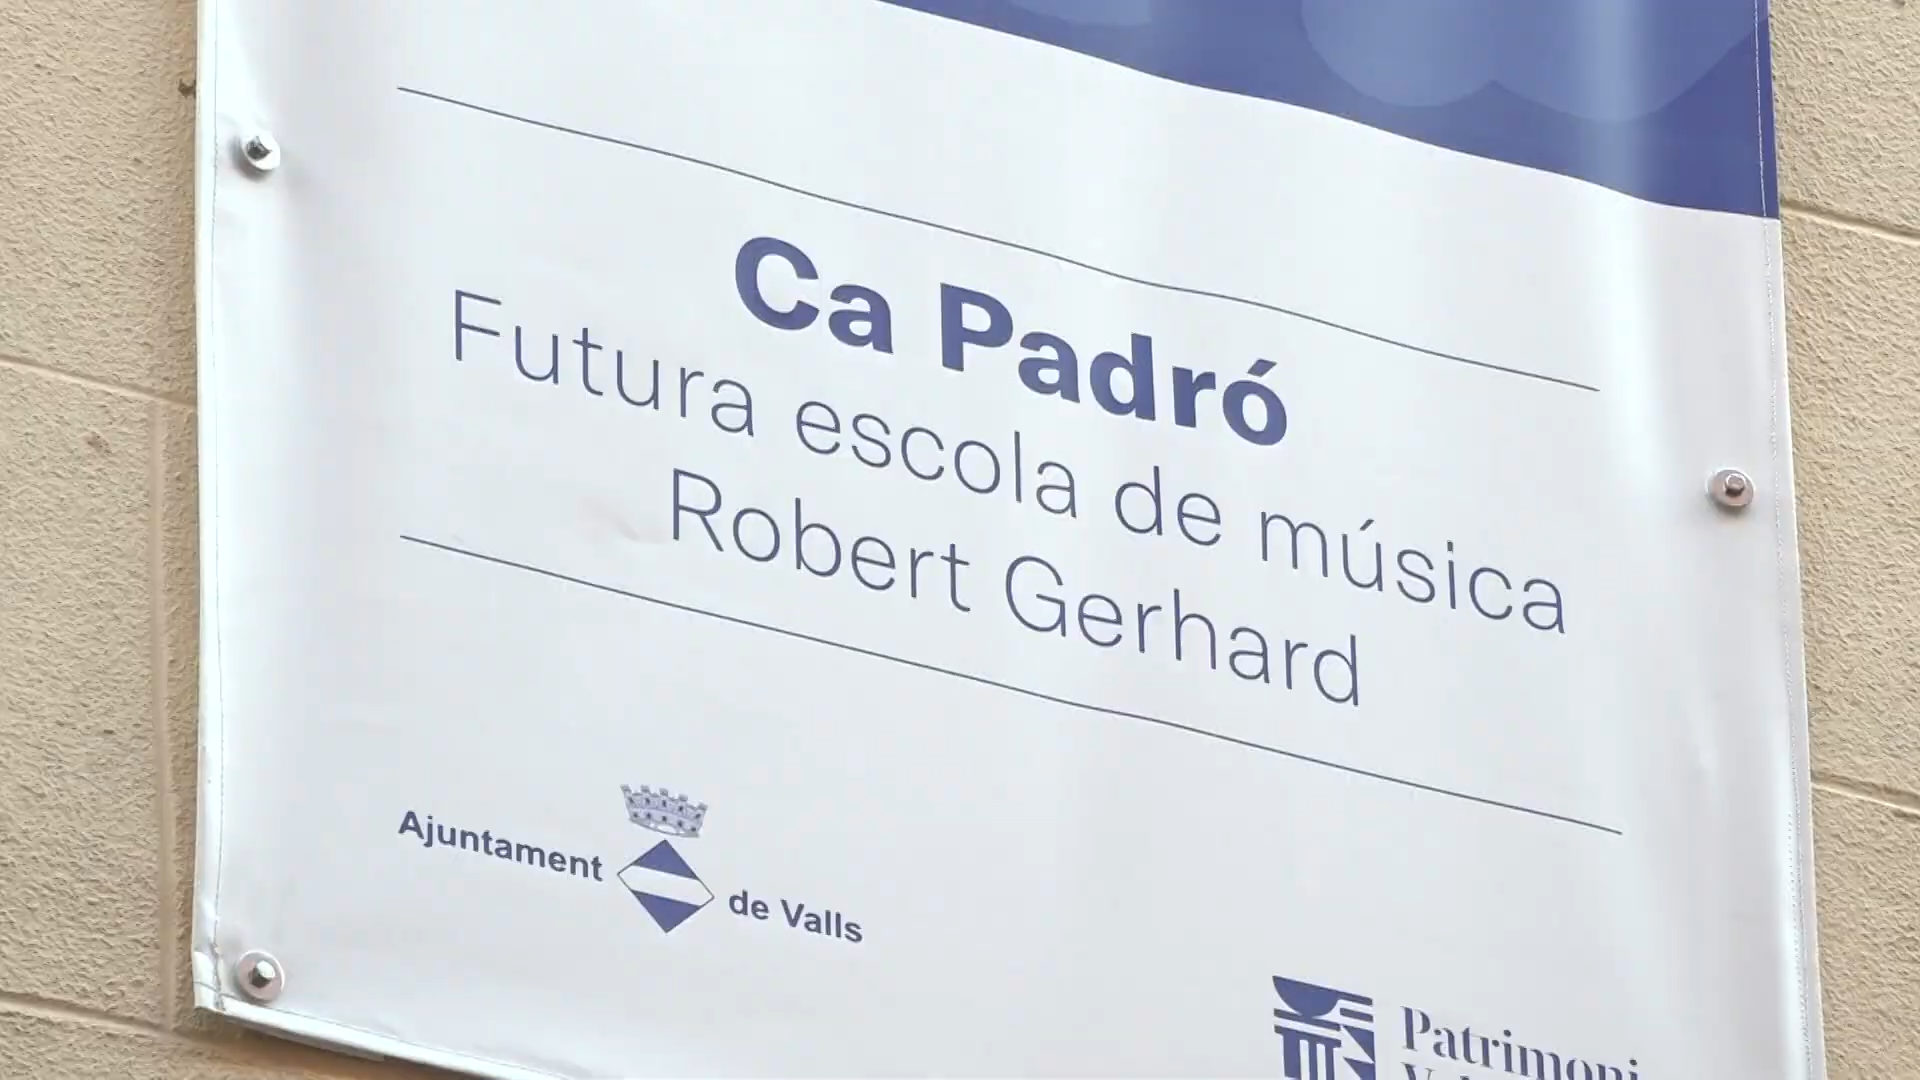 Ca Padró
Futura escola de música
Robert Gerhard
Ajuntament de Valls
Patrimoni